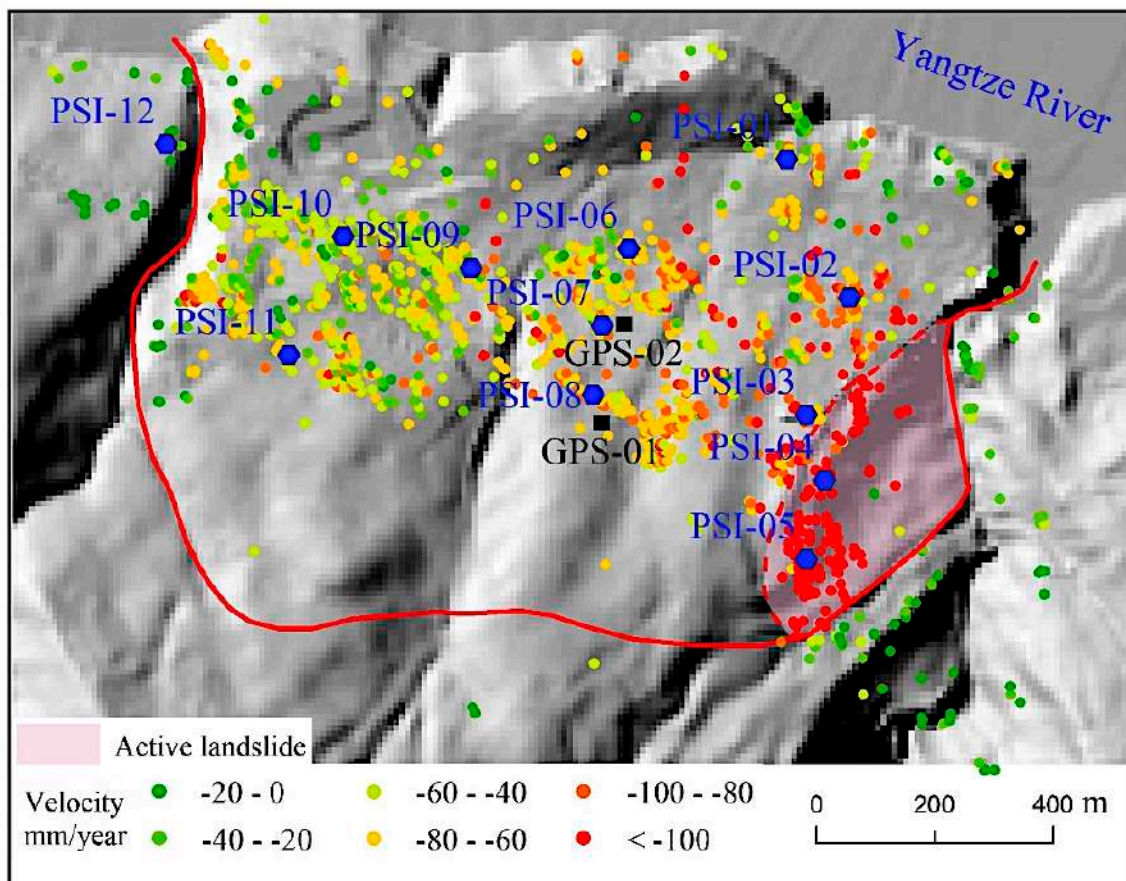 Yangtze River
PSI-12
PSI-01
PSI-10
PSI-09
PSI-06
PSI-02
PSI-07
PSI-11
GPS-02
PSI-08
PSI-03
GPS-01
PSI-04
PSI-05
Active landslide
Velocity
mm/year
-20 - 0
-40 - -20
-60 - -40
-80 - -60
-100 - -80
< -100
0 200 400 m